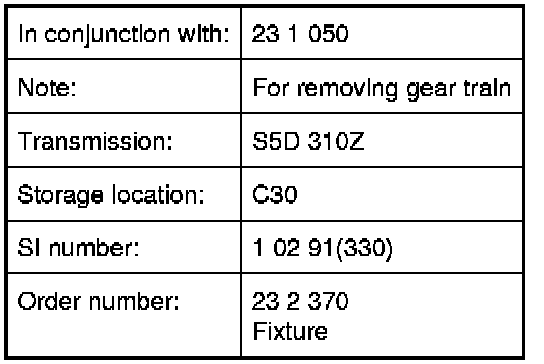 In conjunction with: 23 1 050
Note: For removing gear train
Transmission: S5D 310Z
Storage location: C30
SI number: 1 02 91(330)
Order number: 23 2 370
Fixture